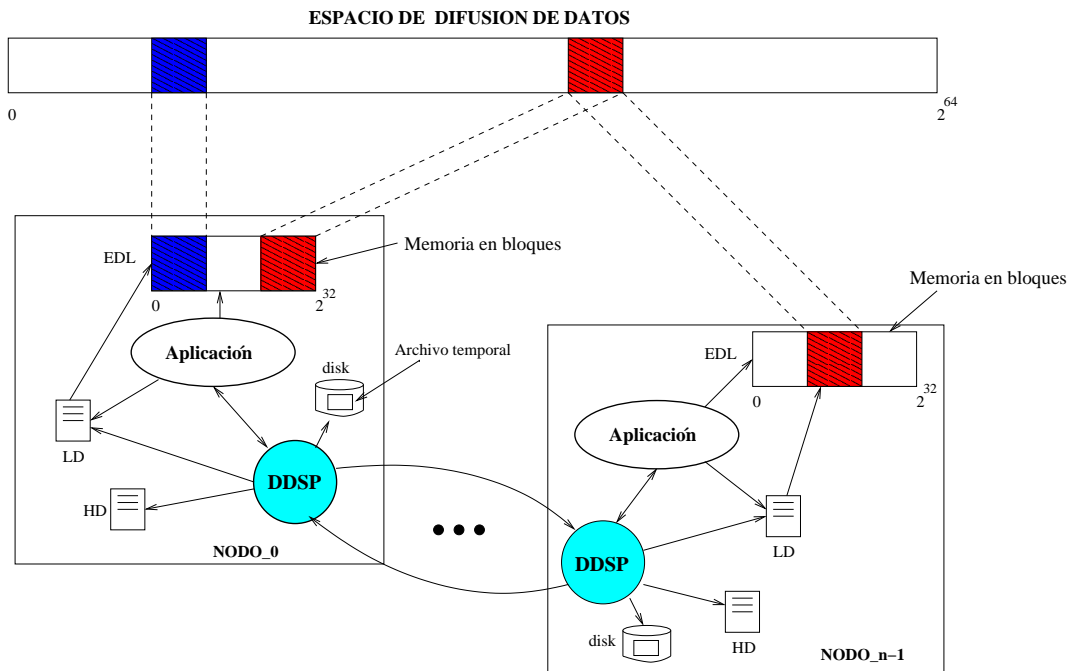 ESPACIO DE DIFUSION DE DATOS
0
2^64
Memoria en bloques
EDL
0
2^32
Memoria en bloques
Aplicación
disk
Archivo temporal
EDL
0
2^32
LD
Aplicación
DDSP
HD
NODO_0
LD
DDSP
disk
HD
NODO_n−1